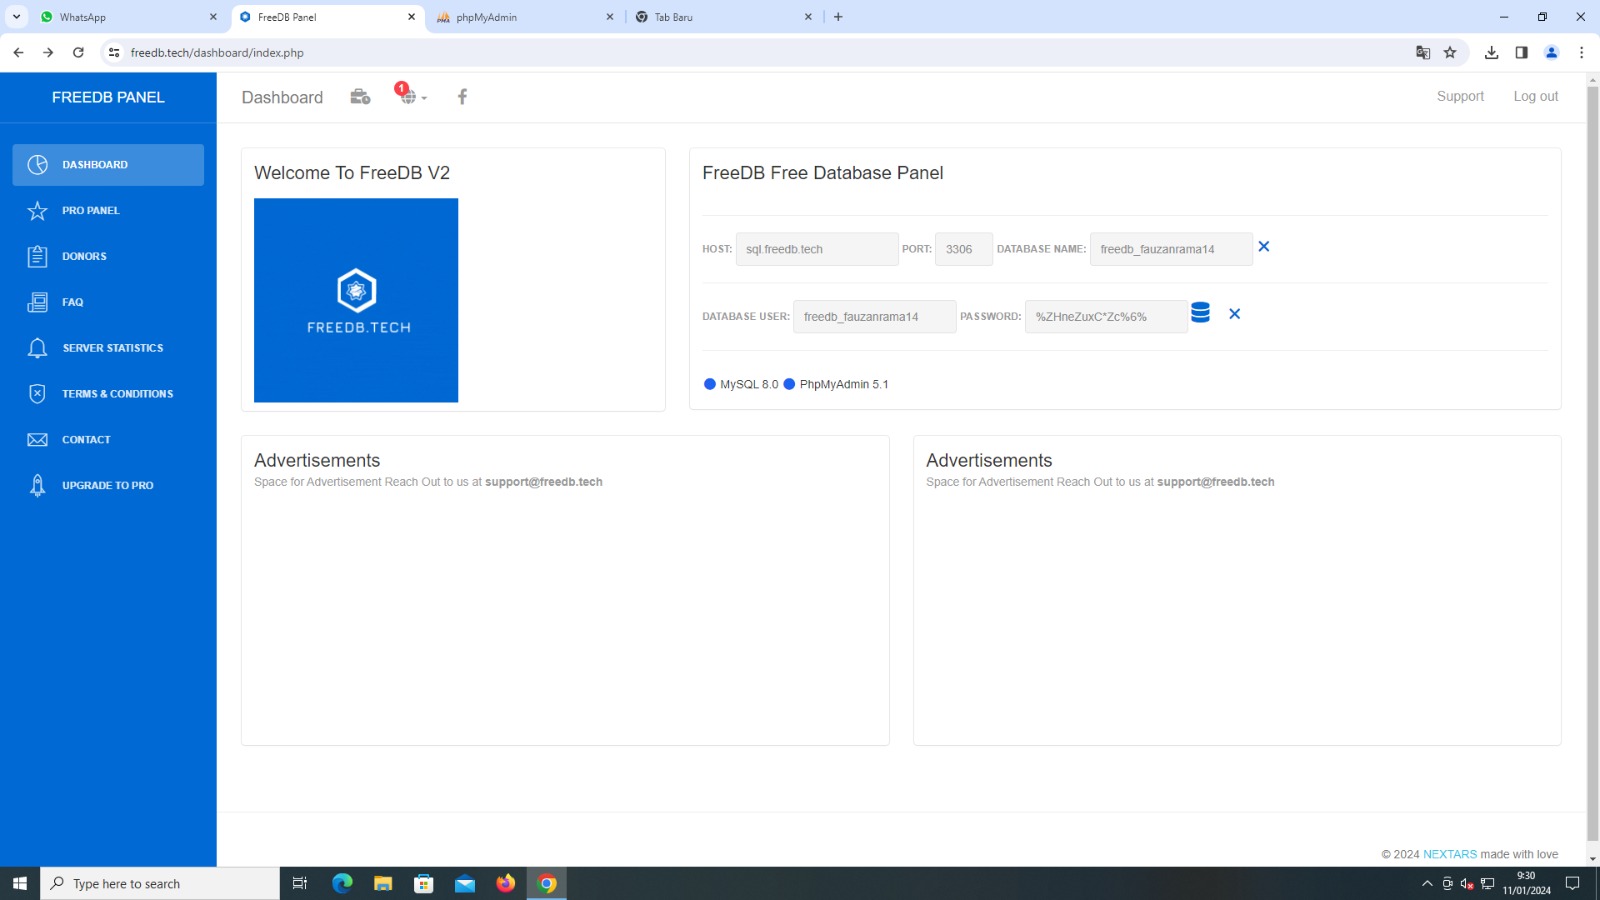 WhatsApp
FreeDB Panel
phpMyAdmin
Tab Baru
freedb.tech/dashboard/index.php
FREEDB PANEL
Dashboard
1
Support
Log out
DASHBOARD
PRO PANEL
DONORS
FAQ
SERVER STATISTICS
TERMS & CONDITIONS
CONTACT
UPGRADE TO PRO
Welcome To FreeDB V2
FREEDB.TECH
FreeDB Free Database Panel
HOST: sql.freedb.tech PORT: 3306 DATABASE NAME: freedb_fauzanrama14
DATABASE USER: freedb_fauzanrama14 PASSWORD: %ZHneZuxC*Zc%6%
MySQL 8.0 PhpMyAdmin 5.1
Advertisements
Space for Advertisement Reach Out to us at support@freedb.tech
Advertisements
Space for Advertisement Reach Out to us at support@freedb.tech
© 2024 NEXTARS made with love
Type here to search
9:30
11/01/2024